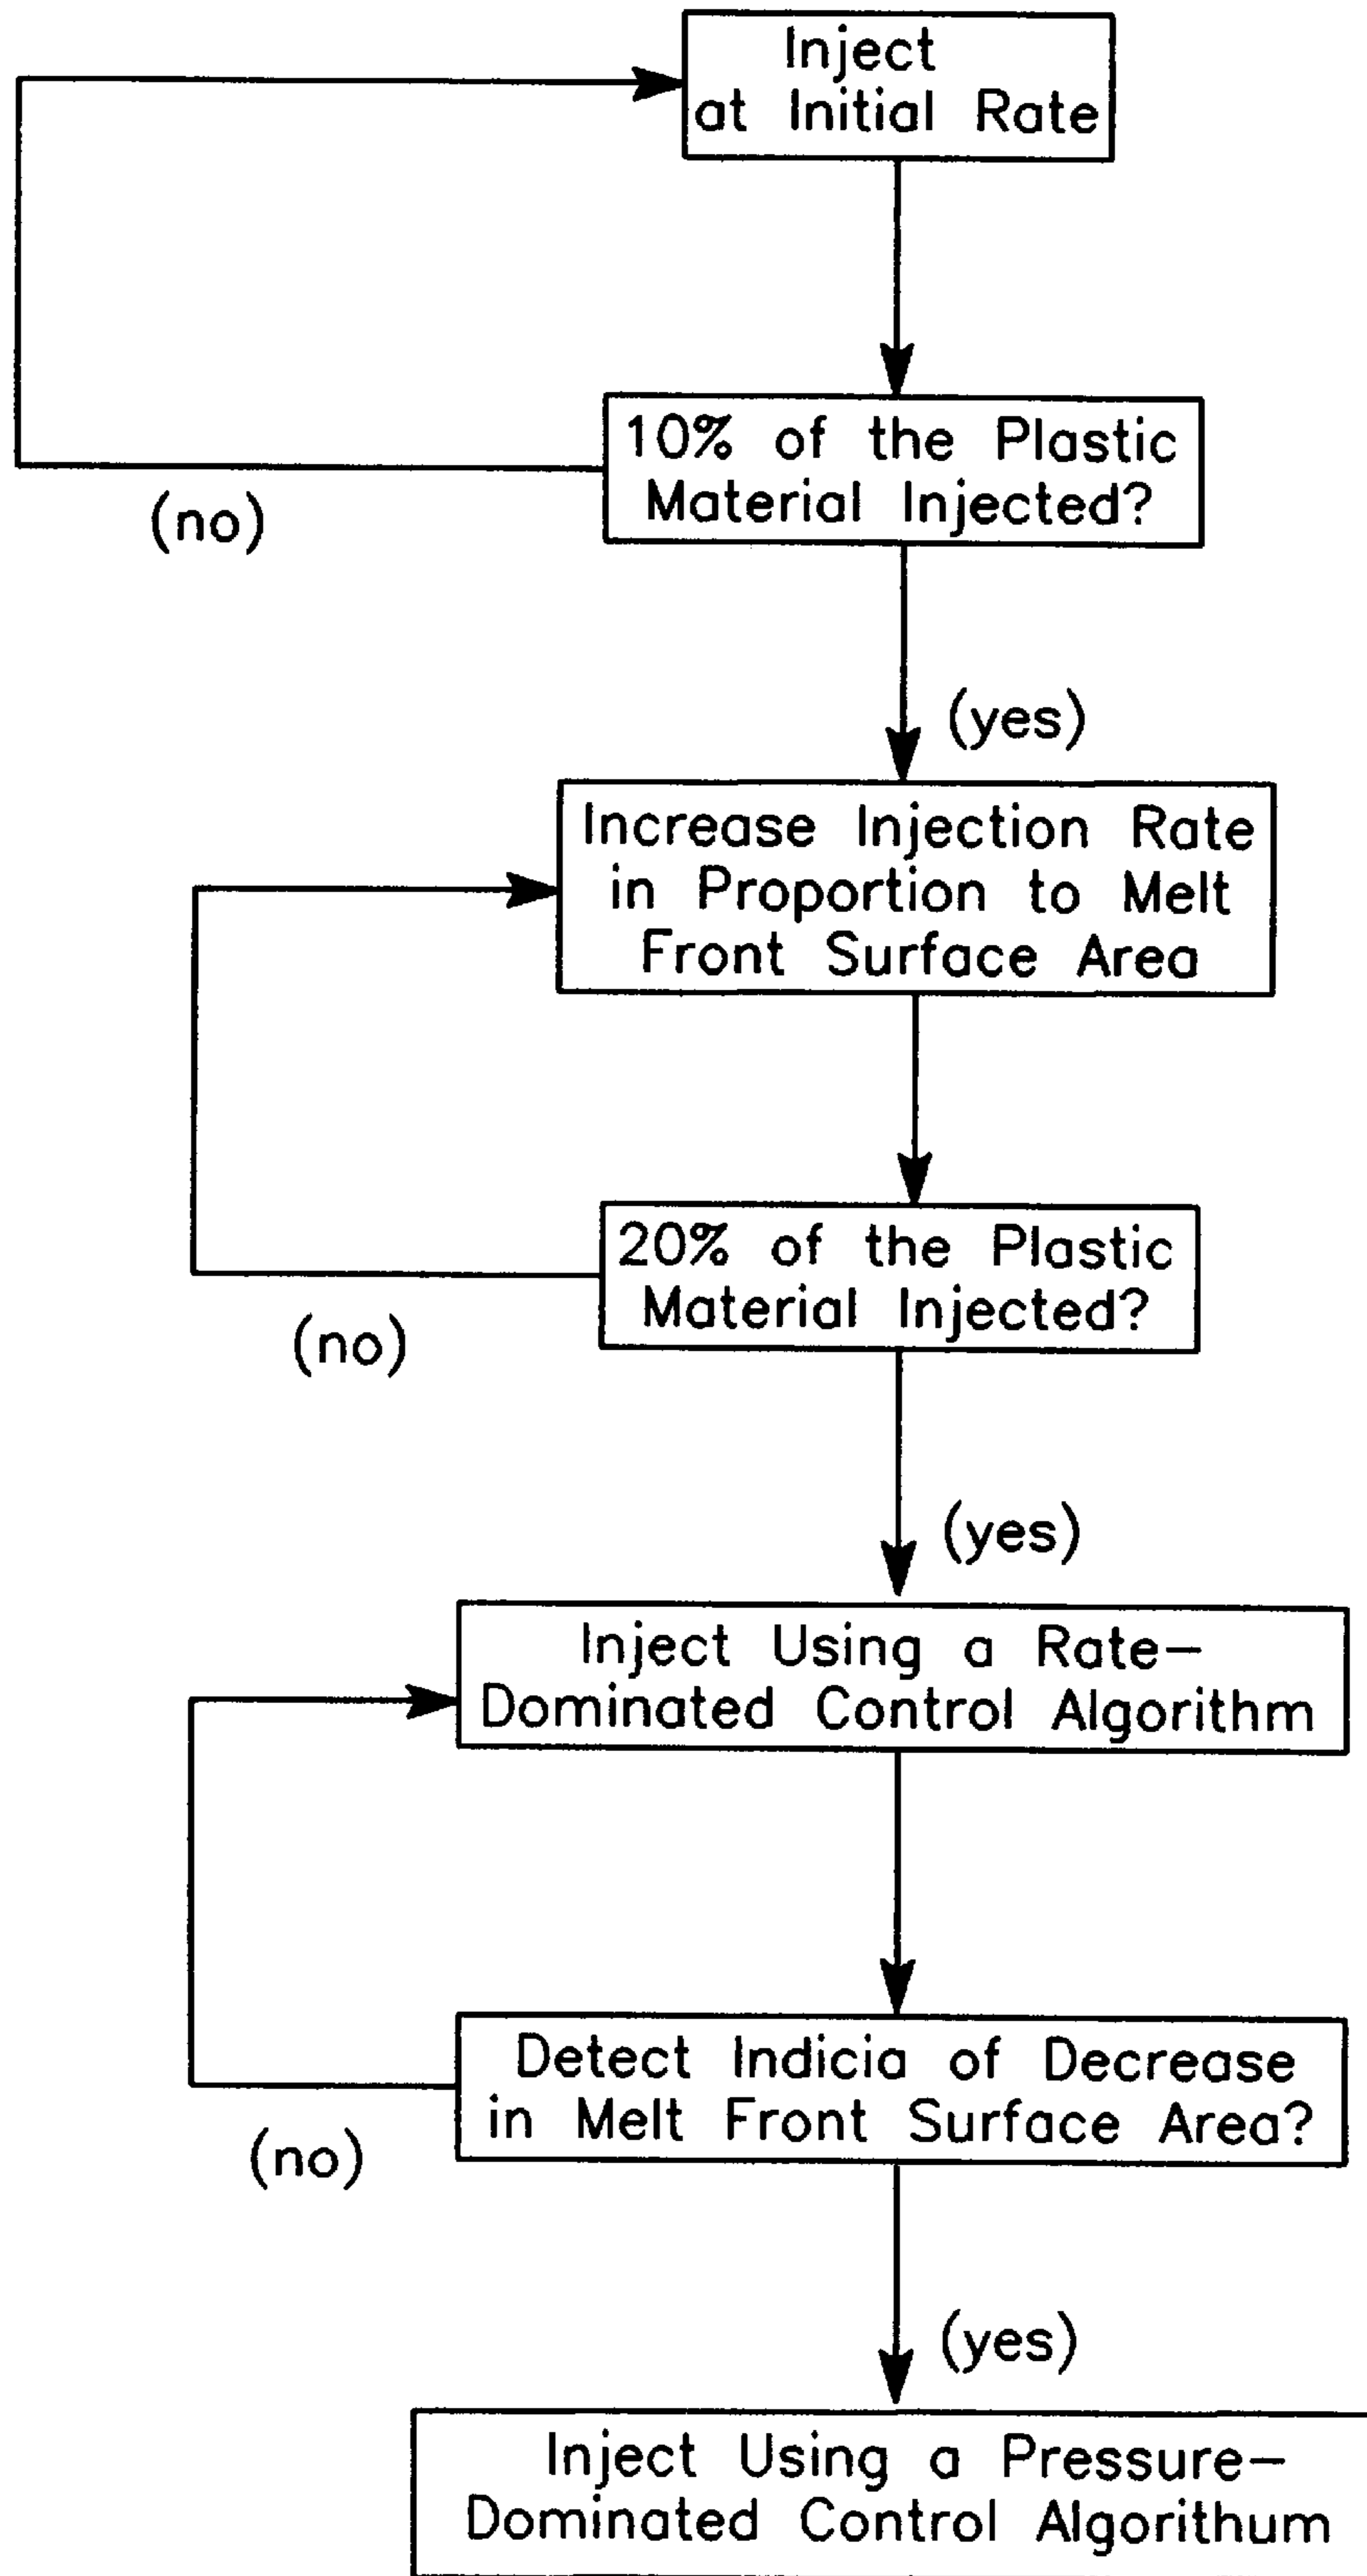 Inject
at Initial Rate
10% of the Plastic
Material Injected?
(no)
(yes)
Increase Injection Rate
in Proportion to Melt
Front Surface Area
20% of the Plastic
Material Injected?
(no)
(yes)
Inject Using a Rate–
Dominated Control Algorithm
Detect Indicia of Decrease
in Melt Front Surface Area?
(no)
(yes)
Inject Using a Pressure–
Dominated Control Algorithum